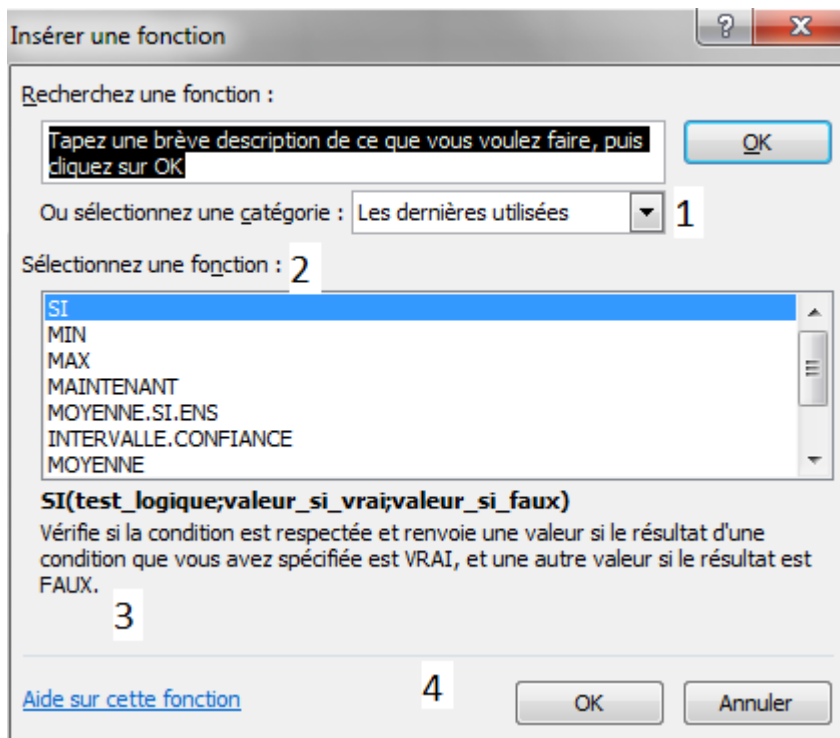 Insérer une fonction
Recherchez une fonction :
Tapez une brève description de ce que vous voulez faire, puis
cliquez sur OK
OK
Ou sélectionnez une catégorie : Les dernières utilisées 1
Sélectionnez une fonction : 2
SI
MIN
MAX
MAINTENANT
MOYENNE.SI.ENS
INTERVALLE.CONFIANCE
MOYENNE
SI(test_logique;valeur_si_vrai;valeur_si_faux)
Vérifie si la condition est respectée et renvoie une valeur si le résultat d'une
condition que vous avez spécifiée est VRAI, et une autre valeur si le résultat est
FAUX.
3
Aide sur cette fonction 4 OK Annuler